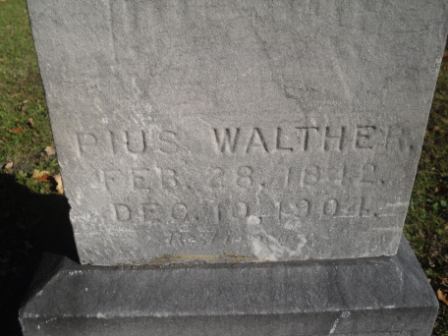 PIUS WALTHER.
FEB. 28, 1842.
DEC. 10, 1904.